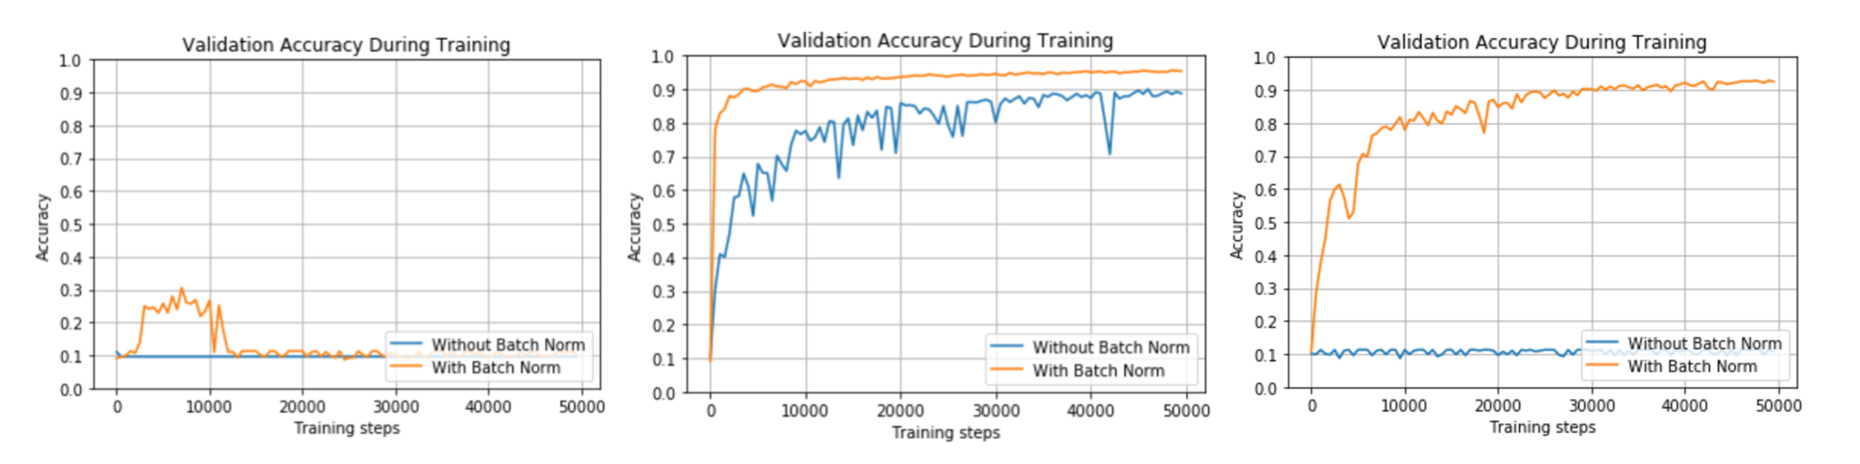 Validation Accuracy During Training
1.0
0.9
0.8
0.7
0.6
0.5
0.4
0.3
0.2
0.1
0.0
Accuracy
Without Batch Norm
With Batch Norm
0 10000 20000 30000 40000 50000
Training steps
Validation Accuracy During Training
1.0
0.9
0.8
0.7
0.6
0.5
0.4
0.3
0.2
0.1
0.0
Accuracy
Without Batch Norm
With Batch Norm
0 10000 20000 30000 40000 50000
Training steps
Validation Accuracy During Training
1.0
0.9
0.8
0.7
0.6
0.5
0.4
0.3
0.2
0.1
0.0
Accuracy
Without Batch Norm
With Batch Norm
0 10000 20000 30000 40000 50000
Training steps